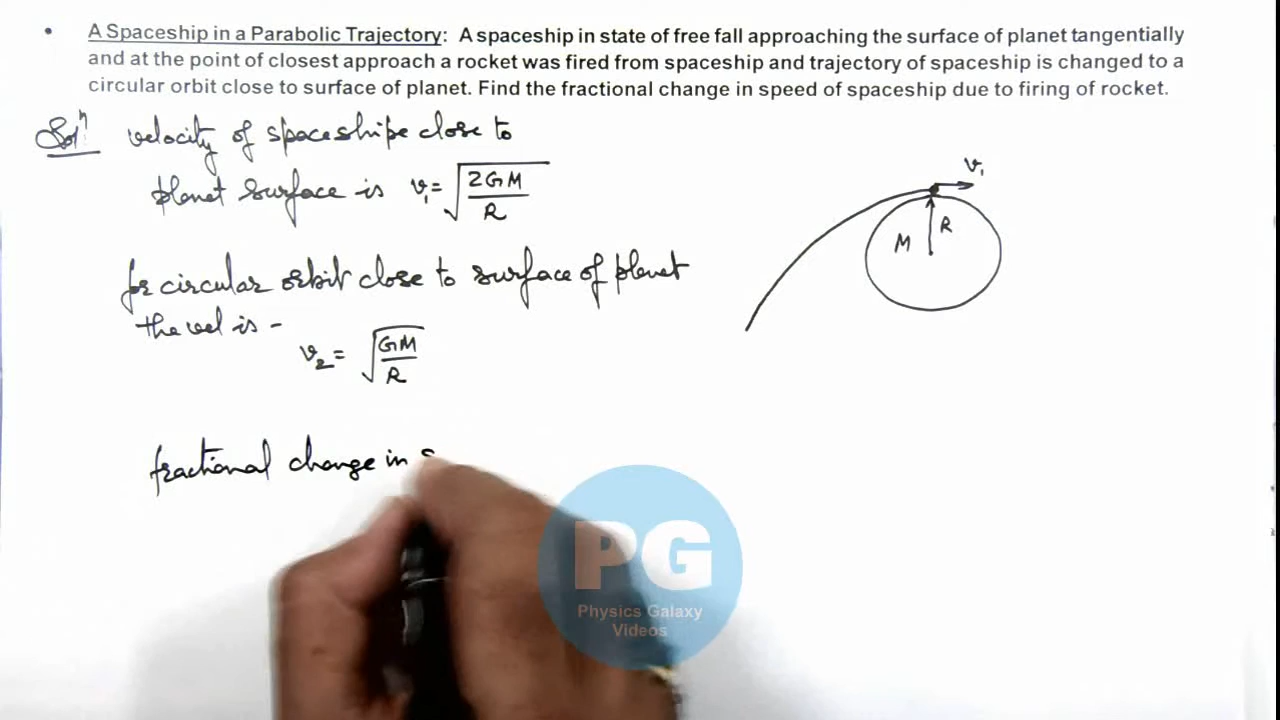 • A Spaceship in a Parabolic Trajectory: A spaceship in state of free fall approaching the surface of planet tangentially
and at the point of closest approach a rocket was fired from spaceship and trajectory of spaceship is changed to a
circular orbit close to surface of planet. Find the fractional change in speed of spaceship due to firing of rocket.
Solⁿ velocity of spaceshipe close to
planet surface is v₁ = √(2GM/R)
for circular orbit close to surface of planet
the vel is -
v₂ = √(GM/R)
fractional change in s
v₁
M R
PG
Physics Galaxy
Videos